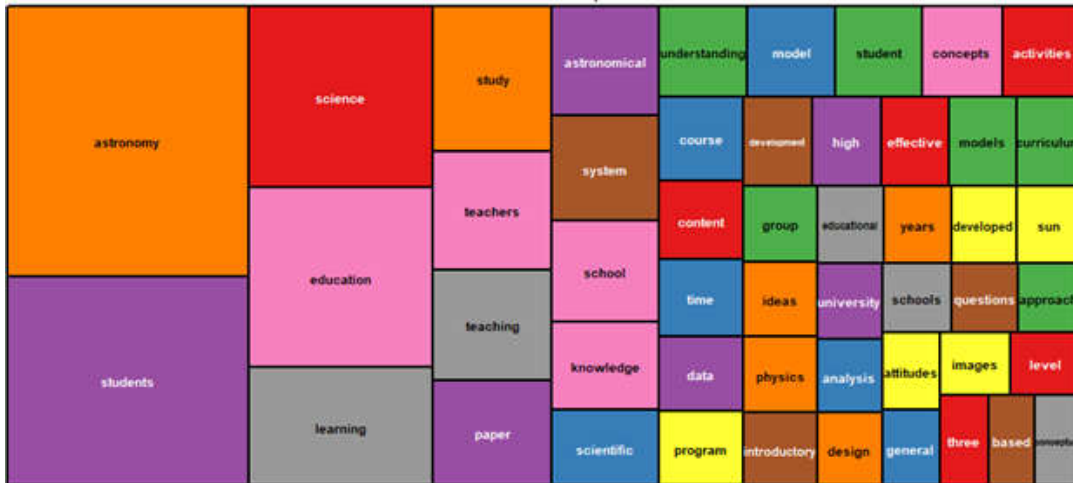 astronomy
students
science
education
learning
study
teachers
teaching
paper
astronomical
system
school
knowledge
scientific
understanding
model
student
concepts
activities
course
development
high
effective
models
curriculum
content
group
educational
years
developed
sun
time
ideas
university
schools
questions
approach
data
physics
analysis
attitudes
images
level
program
introductory
design
general
three
based